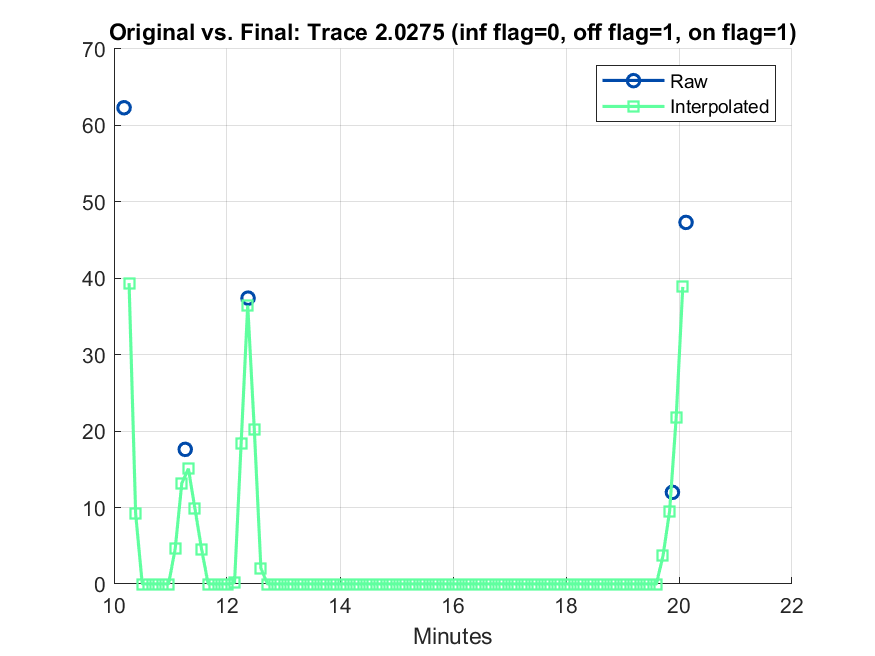 Original vs. Final: Trace 2.0275 (inf flag=0, off flag=1, on flag=1)
70
60
50
40
30
20
10
0
Raw
Interpolated
10 12 14 16 18 20 22
Minutes